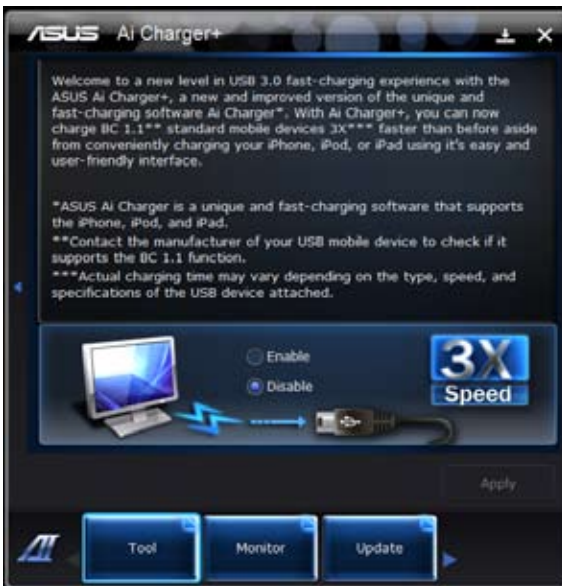 ASUS Ai Charger+
Welcome to a new level in USB 3.0 fast-charging experience with the
ASUS Ai Charger+, a new and improved version of the unique and
fast-charging software Ai Charger*. With Ai Charger+, you can now
charge BC 1.1** standard mobile devices 3X*** faster than before aside
from conveniently charging your iPhone, iPod, or iPad using it's easy and
user-friendly interface.
*ASUS Ai Charger is a unique and fast-charging software that supports
the iPhone, iPod, and iPad.
**Contact the manufacturer of your USB mobile device to check if it
supports the BC 1.1 function.
***Actual charging time may vary depending on the type, speed, and
specifications of the USB device attached.
Enable
Disable
3X
Speed
Apply
Tool
Monitor
Update